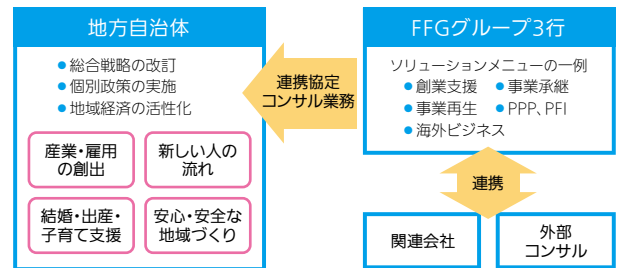 地方自治体
●総合戦略の改訂
●個別政策の実施
●地域経済の活性化
産業・雇用
の創出
新しい人の
流れ
結婚・出産・
子育て支援
安心・安全な
地域づくり
連携協定
コンサル業務
FFGグループ3行
ソリューションメニューの一例
●創業支援 ●事業承継
●事業再生 ●PPP、PFI
●海外ビジネス
連携
関連会社
外部
コンサル